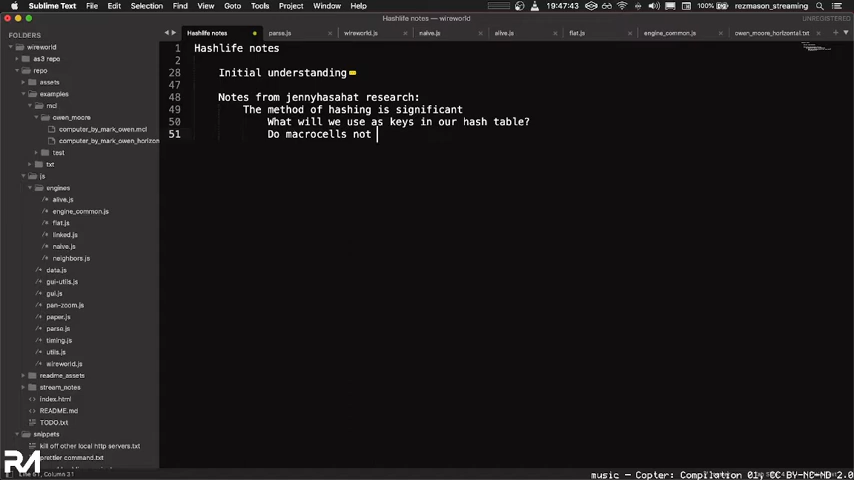 Sublime Text File Edit Selection Find View Goto Tools Project Window Help 100% rezmason_streaming
19:47:43
Hashlife notes — wireworld
UNREGISTERED
Hashlife notes parse.js wireworld.js naive.js alive.js flat.js engine_common.js owen_moore_horizontal.txt
FOLDERS
wireworld
as3 repo
repo
assets
examples
mcl
owen_moore
computer_by_mark_owen.mcl
computer_by_mark_owen_horizon
test
txt
js
engines
alive.js
engine_common.js
flat.js
linked.js
naive.js
neighbors.js
data.js
gui-utils.js
gui.js
pan-zoom.js
paper.js
parse.js
timing.js
utils.js
wireworld.js
readme_assets
stream_notes
index.html
README.md
TODO.txt
snippets
kill off other local http servers.txt
prettier command.txt
1 Hashlife notes
2
28 Initial understanding
47
48 Notes from jennyhasahat research:
49 The method of hashing is significant
50 What will we use as keys in our hash table?
51 Do macrocells not
RM
Line 51, Column 31
music - Copter: Compilation 01, CC BY-NC-ND 2.0